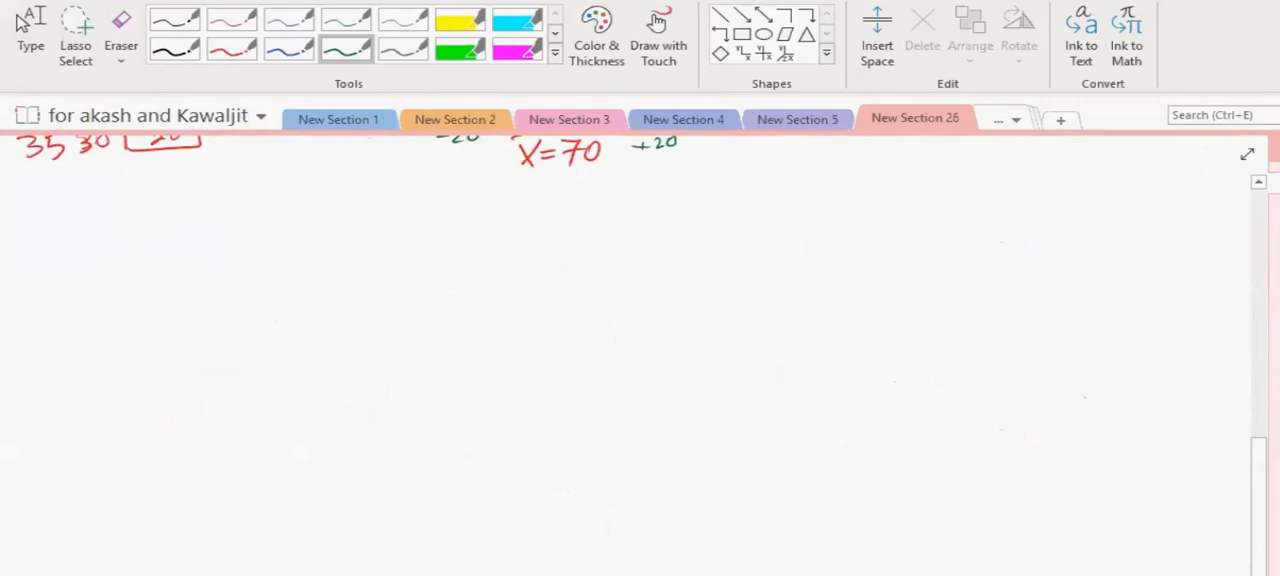 Type
Lasso
Select
Eraser
Color &
Thickness
Draw with
Touch
Insert
Space
Delete
Arrange
Rotate
Ink to
Text
Ink to
Math
Tools
Shapes
Edit
Convert
for akash and Kawaljit
New Section 1
New Section 2
New Section 3
New Section 4
New Section 5
New Section 26
...
Search (Ctrl+E)
35 30
-20
x=70
+20